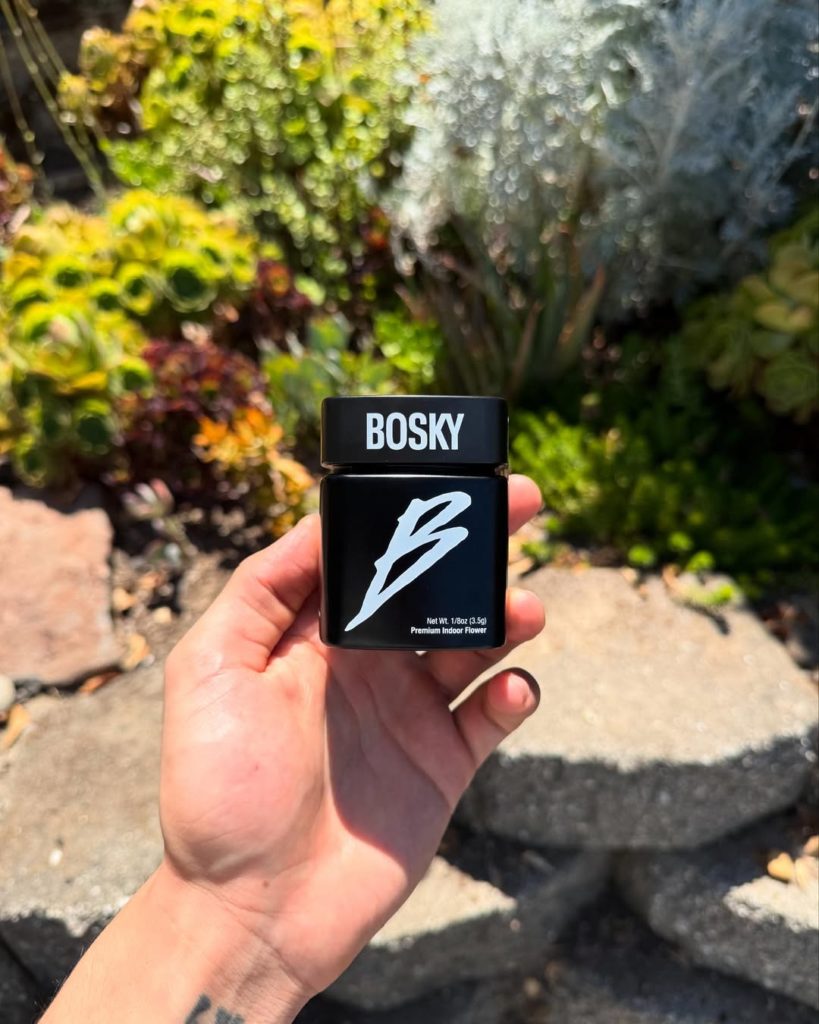 BOSKY
B
Net Wt. 1/8oz (3.5g)
Premium Indoor Flower